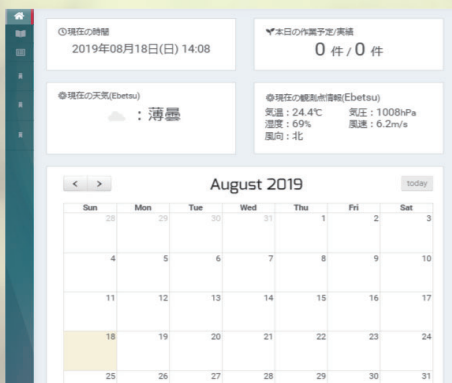 現在の時間
2019年08月18日(日) 14:08
本日の作業予定/実績
0 件 / 0 件
現在の天気(Ebetsu)
：薄曇
現在の観測点情報(Ebetsu)
気温：24.4℃ 気圧：1008hPa
湿度：69% 風速：6.2m/s
風向：北
< > August 2019 today
Sun Mon Tue Wed Thu Fri Sat
28 29 30 31 1 2 3
4 5 6 7 8 9 10
11 12 13 14 15 16 17
18 19 20 21 22 23 24
25 26 27 28 29 30 31